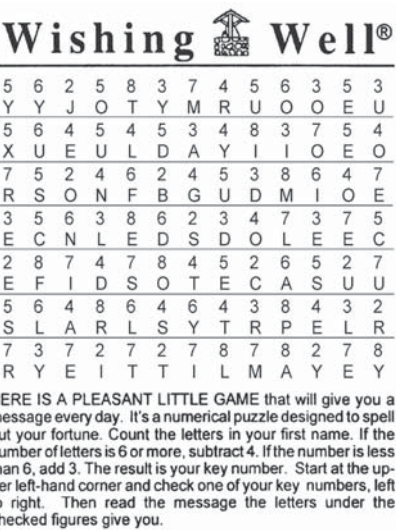 Wishing Well®
5 6 2 5 8 3 7 4 5 6 3 5 3
Y Y J O T Y M R U O O E U
5 6 4 5 4 5 3 4 8 3 7 5 4
X U E U L D A Y I I O E O
7 5 2 4 6 2 4 5 3 8 6 4 7
R S O N F B G U D M I O E
3 5 6 3 8 6 2 3 4 7 3 7 5
E C N L E D S D O L E E C
2 8 7 4 7 8 4 5 2 6 5 2 7
E F I D S O T E C A S U U
5 6 4 8 6 4 6 4 3 8 4 3 2
S L A R L S Y T R P E L R
7 3 7 2 7 2 7 8 7 8 2 7 8
R Y E I T T I L M A Y E Y
ERE IS A PLEASANT LITTLE GAME that will give you a
essage every day. It's a numerical puzzle designed to spell
ut your fortune. Count the letters in your first name. If the
umber of letters is 6 or more, subtract 4. If the number is less
an 6, add 3. The result is your key number. Start at the up-
er left-hand corner and check one of your key numbers, left
o right. Then read the message the letters under the
hecked figures give you.